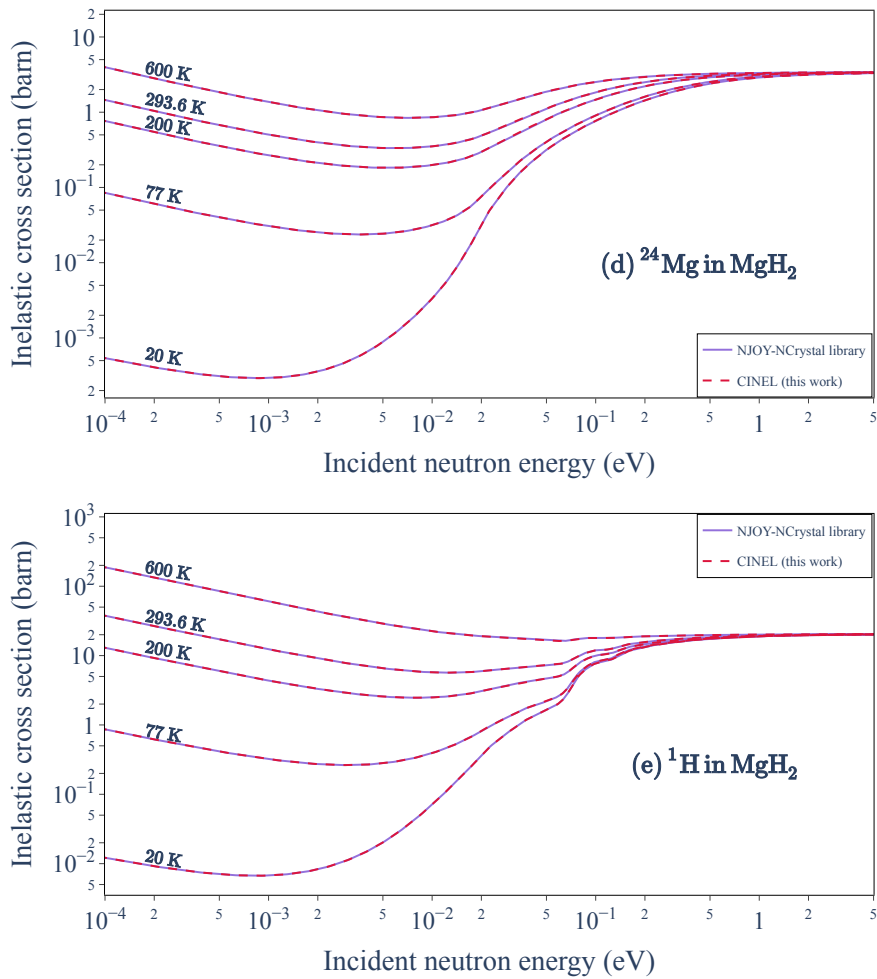 2
10
5
2
1
5
2
10⁻¹
5
2
10⁻²
5
2
10⁻³
5
2
Inelastic cross section (barn)
600 K
293.6 K
200 K
77 K
20 K
(d) ²⁴Mg in MgH₂
NJOY-NCrystal library
CINEL (this work)
10⁻⁴ 2 5 10⁻³ 2 5 10⁻² 2 5 10⁻¹ 2 5 1 2 5
Incident neutron energy (eV)
10³
5
2
10²
5
2
10
5
2
1
5
2
10⁻¹
5
2
10⁻²
5
Inelastic cross section (barn)
NJOY-NCrystal library
CINEL (this work)
600 K
293.6 K
200 K
77 K
20 K
(e) ¹H in MgH₂
10⁻⁴ 2 5 10⁻³ 2 5 10⁻² 2 5 10⁻¹ 2 5 1 2 5
Incident neutron energy (eV)